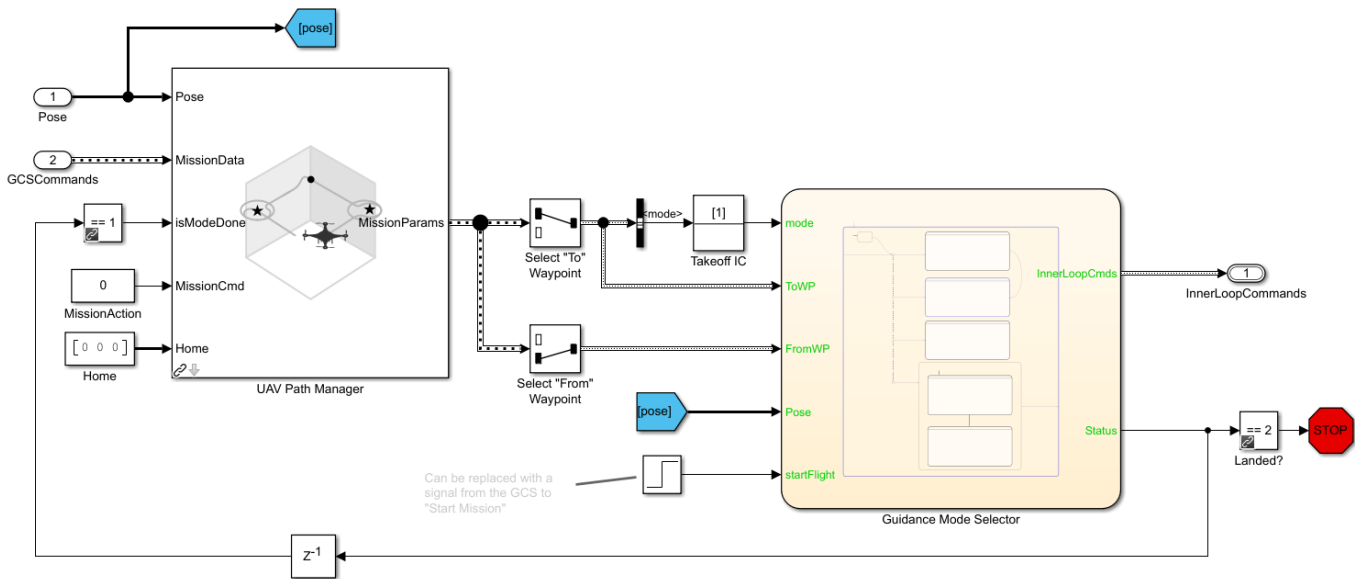 [pose]
1
Pose
Pose
2
GCSCommands
MissionData
== 1
isModeDone
MissionParams
0
MissionAction
MissionCmd
[ 0 0 0 ]
Home
Home
UAV Path Manager
Select "To"
Waypoint
<mode>
[1]
Takeoff IC
Select "From"
Waypoint
[pose]
mode
ToWP
FromWP
Pose
startFlight
InnerLoopCmds
Status
Guidance Mode Selector
1
InnerLoopCommands
== 2
Landed?
STOP
Can be replaced with a
signal from the GCS to
"Start Mission"
Z-1